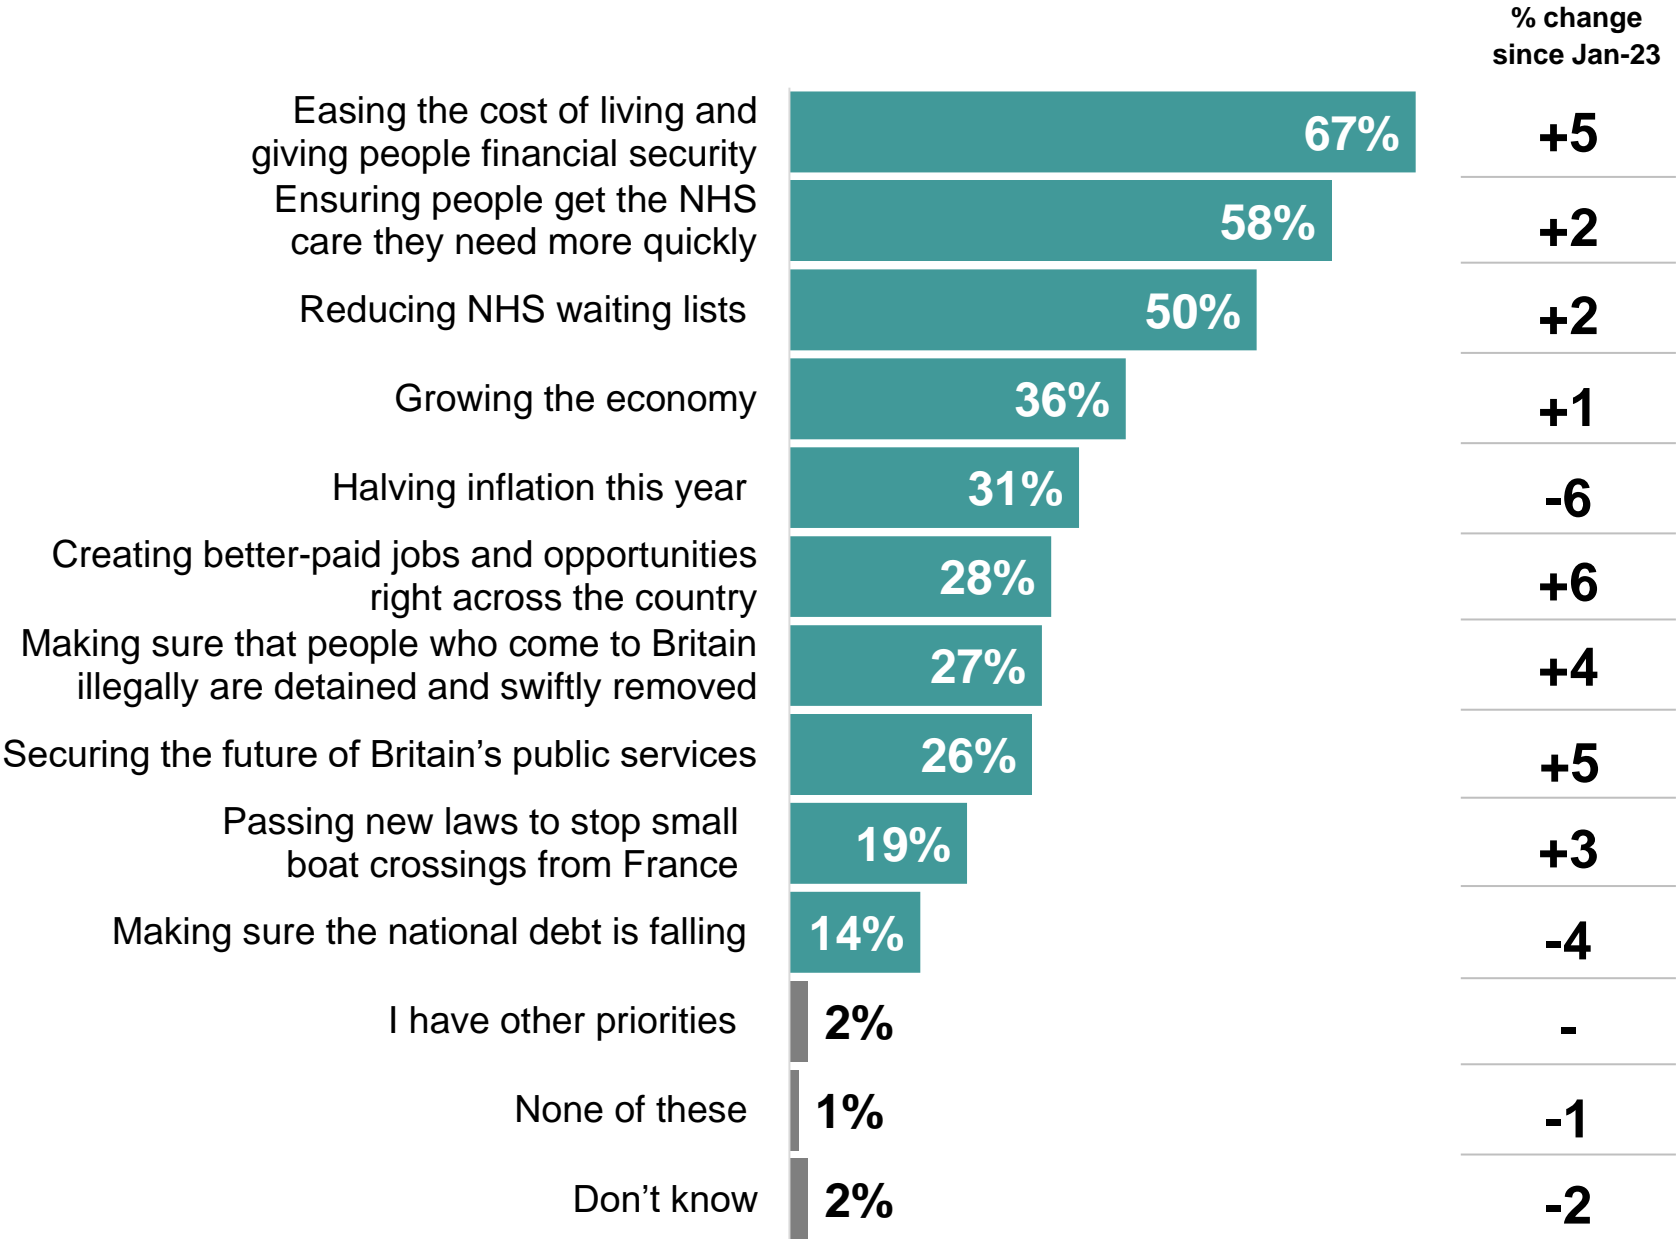 % change
since Jan-23
Easing the cost of living and
giving people financial security
67%
+5
Ensuring people get the NHS
care they need more quickly
58%
+2
Reducing NHS waiting lists
50%
+2
Growing the economy
36%
+1
Halving inflation this year
31%
-6
Creating better-paid jobs and opportunities
right across the country
28%
+6
Making sure that people who come to Britain
illegally are detained and swiftly removed
27%
+4
Securing the future of Britain’s public services
26%
+5
Passing new laws to stop small
boat crossings from France
19%
+3
Making sure the national debt is falling
14%
-4
I have other priorities
2%
-
None of these
1%
-1
Don’t know
2%
-2